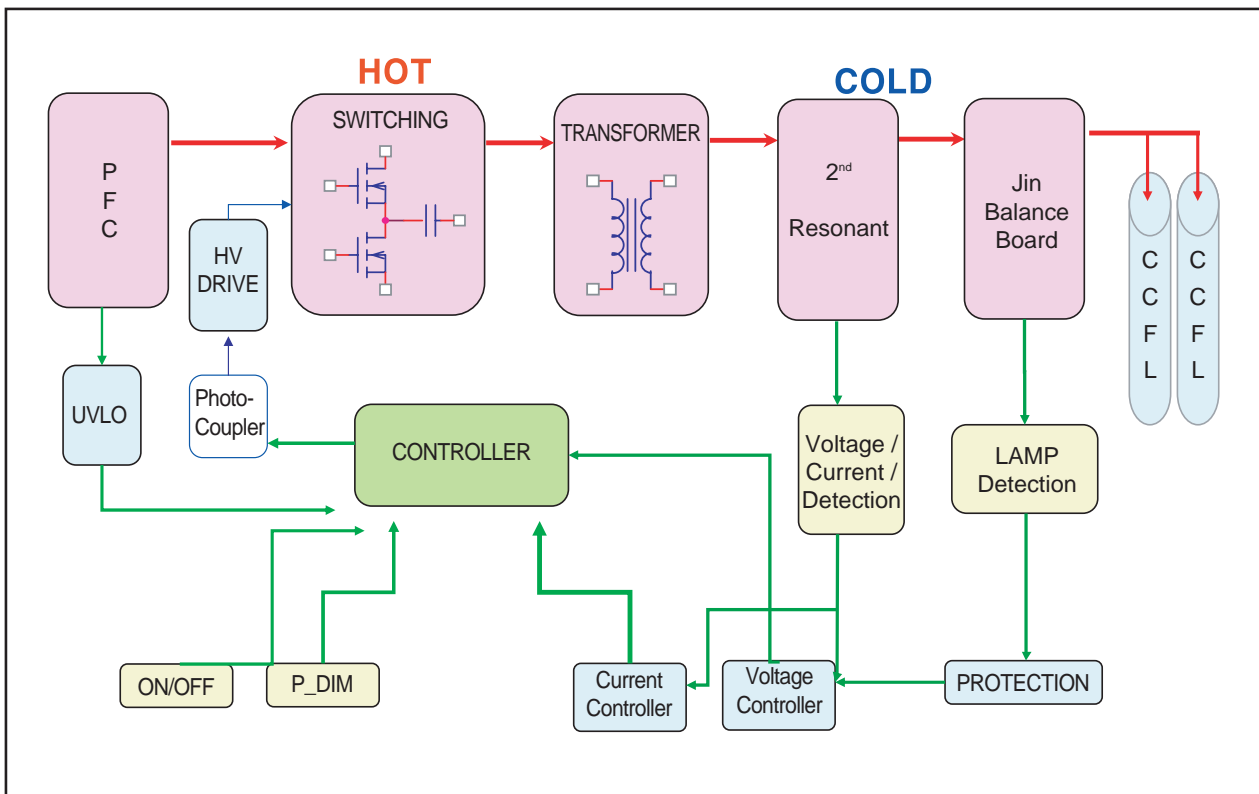 HOT
COLD
P
F
C
SWITCHING
TRANSFORMER
2nd
Resonant
Jin
Balance
Board
C
C
F
L
C
C
F
L
HV
DRIVE
UVLO
Photo-
Coupler
CONTROLLER
Voltage /
Current /
Detection
LAMP
Detection
ON/OFF
P_DIM
Current
Controller
Voltage
Controller
PROTECTION